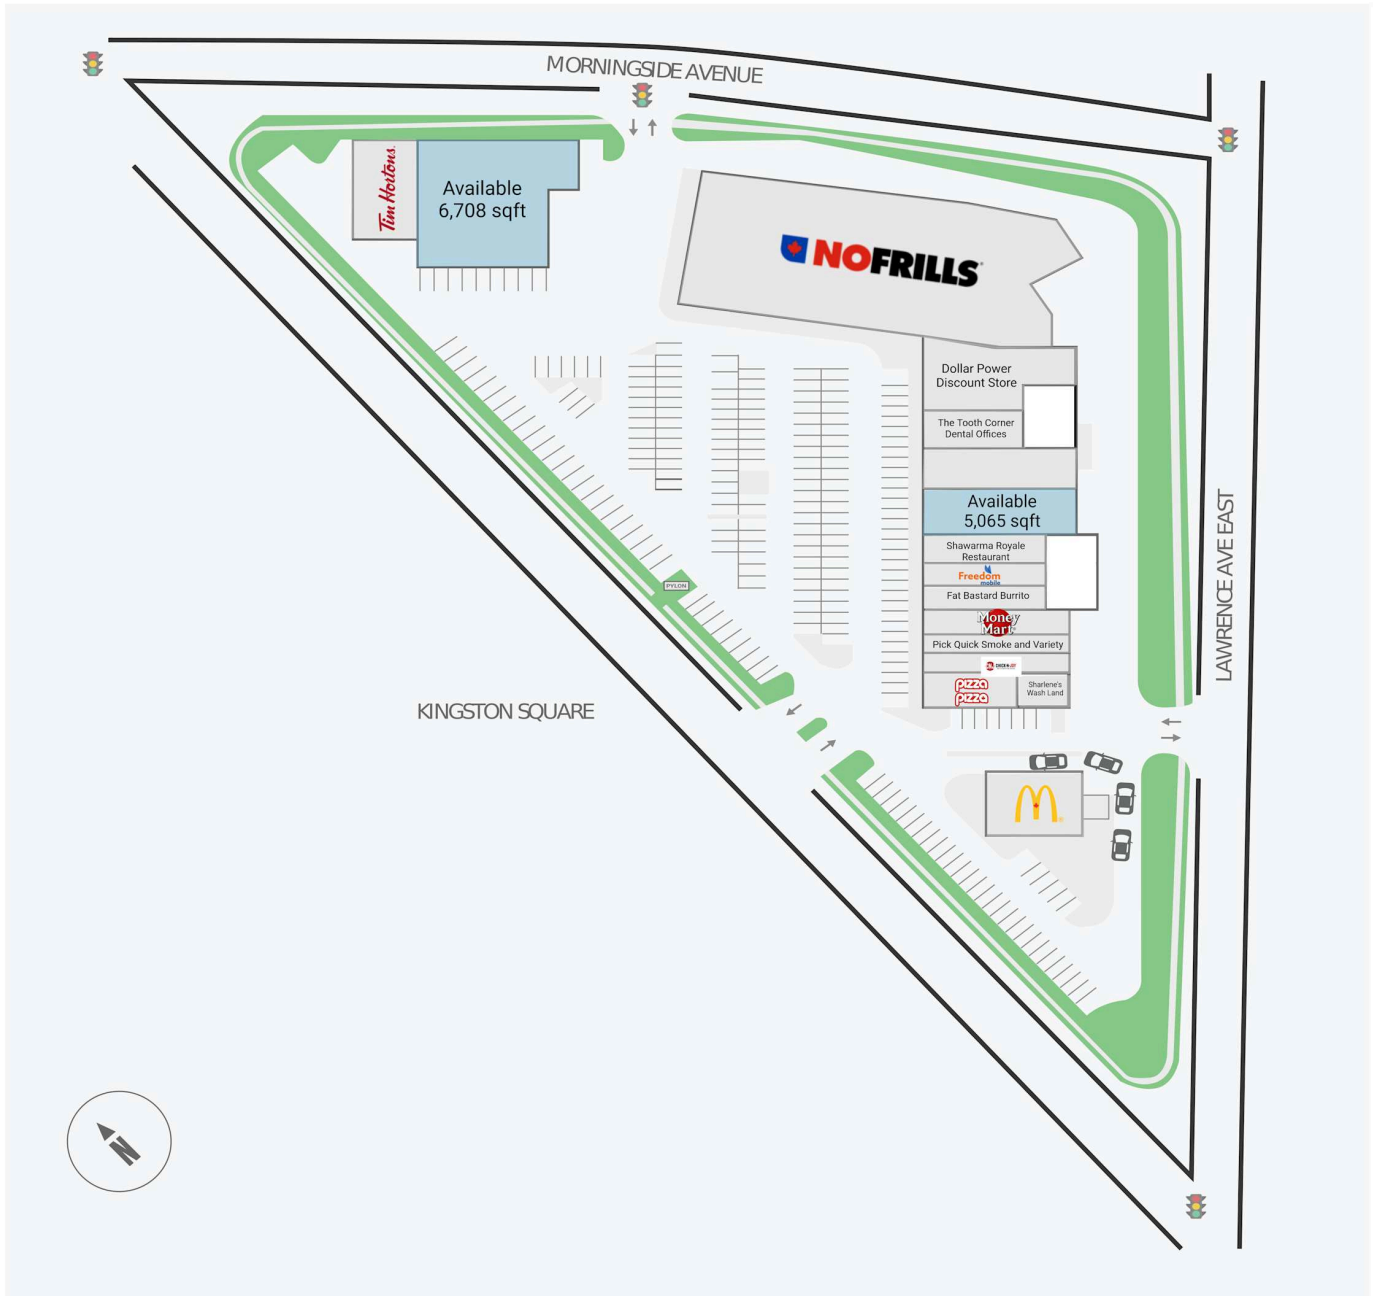 MORNINGSIDE AVENUE
Tim Hortons.
Available
6,708 sqft
NOFRILLS
Dollar Power
Discount Store
The Tooth Corner
Dental Offices
Available
5,065 sqft
Shawarma Royale
Restaurant
Freedom
mobile
Fat Bastard Burrito
Money
Mart
Pick Quick Smoke and Variety
pizza
pizza
Sharlene's
Wash Land
PYLON
LAWRENCE AVE EAST
KINGSTON SQUARE
N